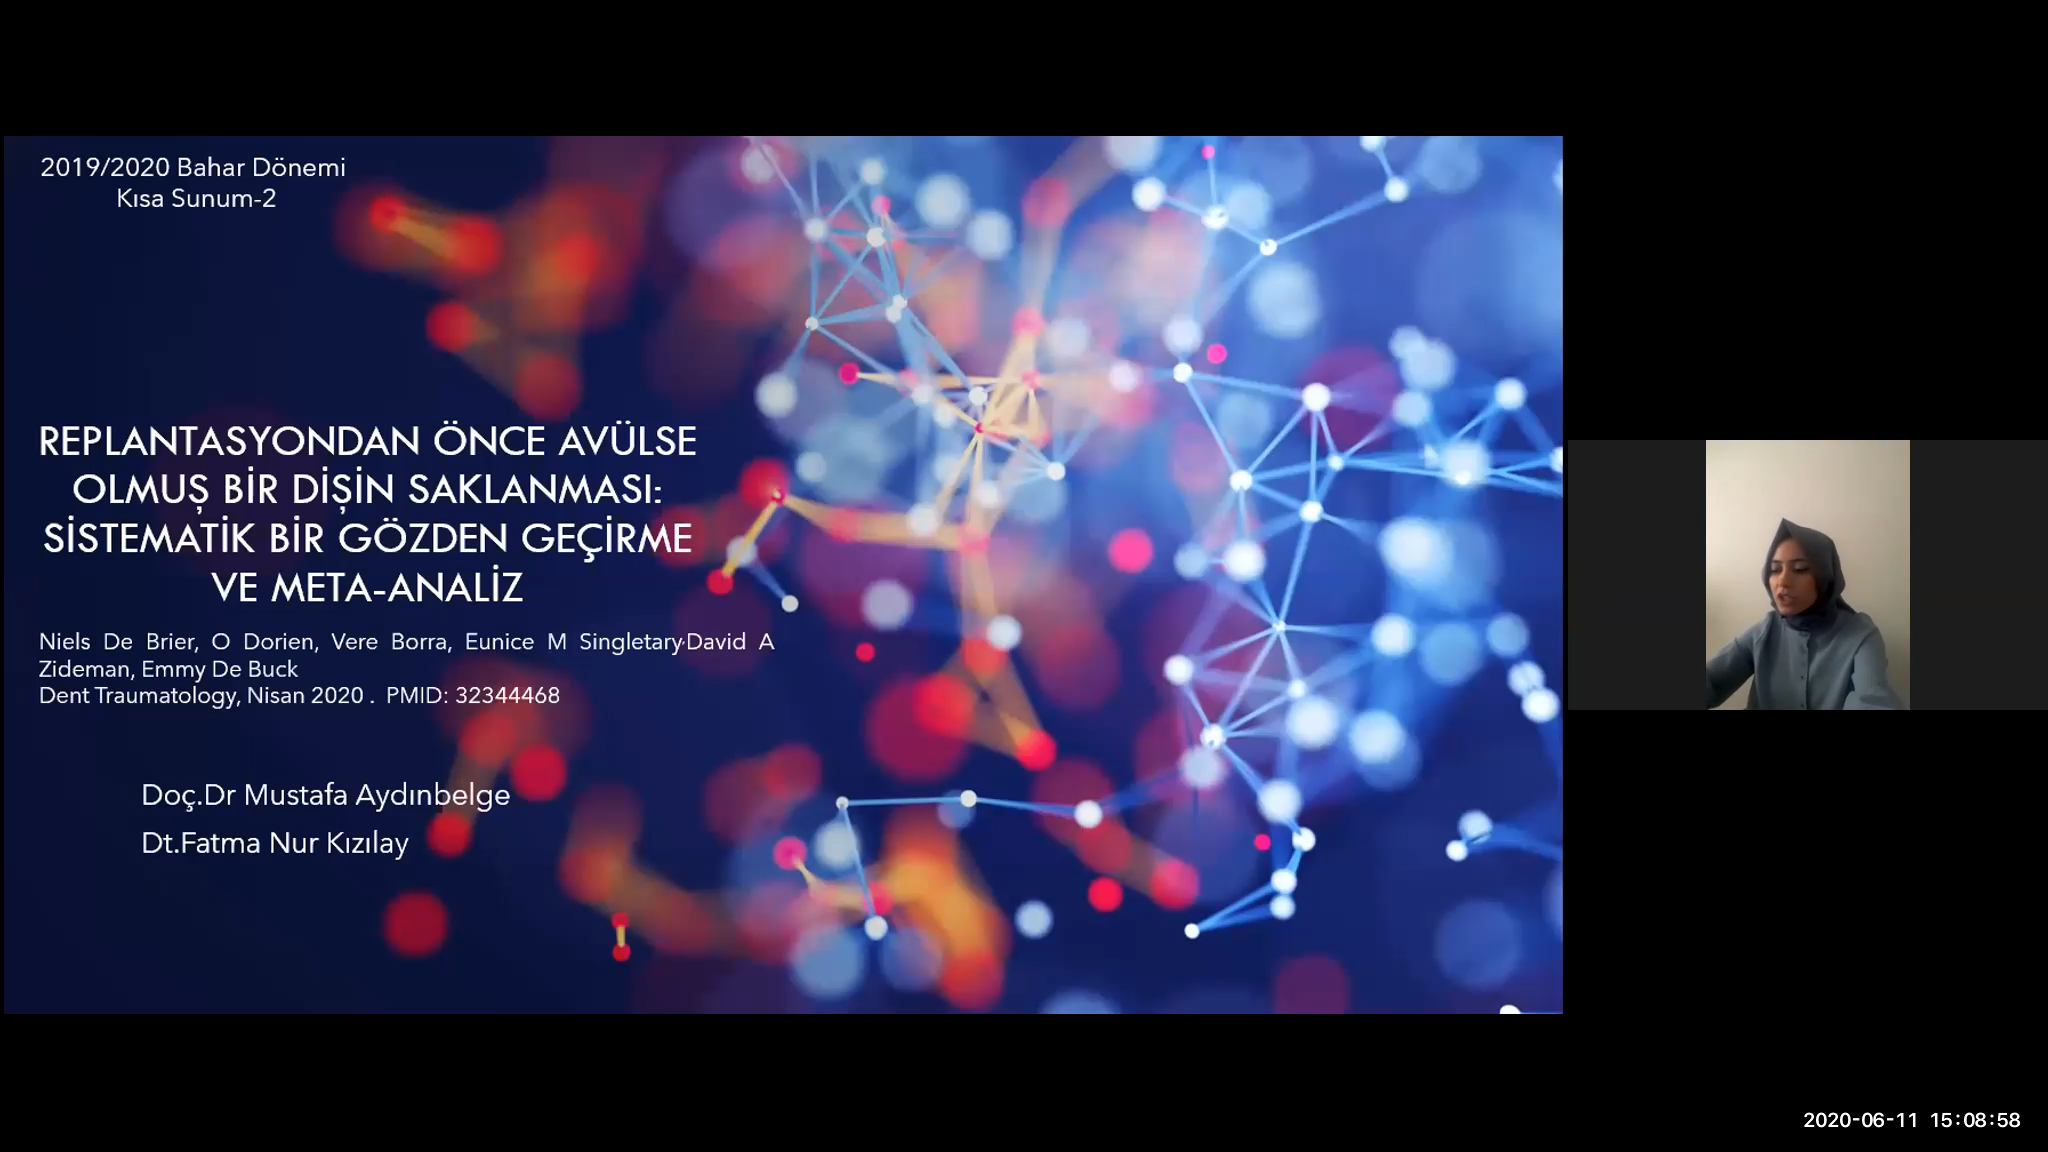 2019/2020 Bahar Dönemi
Kısa Sunum-2
REPLANTASYONDAN ÖNCE AVÜLSE
OLMUŞ BİR DİŞİN SAKLANMASI:
SİSTEMATİK BİR GÖZDEN GEÇİRME
VE META-ANALİZ
Niels De Brier, O Dorien, Vere Borra, Eunice M Singletary,David A
Zideman, Emmy De Buck
Dent Traumatology, Nisan 2020 . PMID: 32344468
Doç.Dr Mustafa Aydınbelge
Dt.Fatma Nur Kızılay
2020-06-11 15:08:58